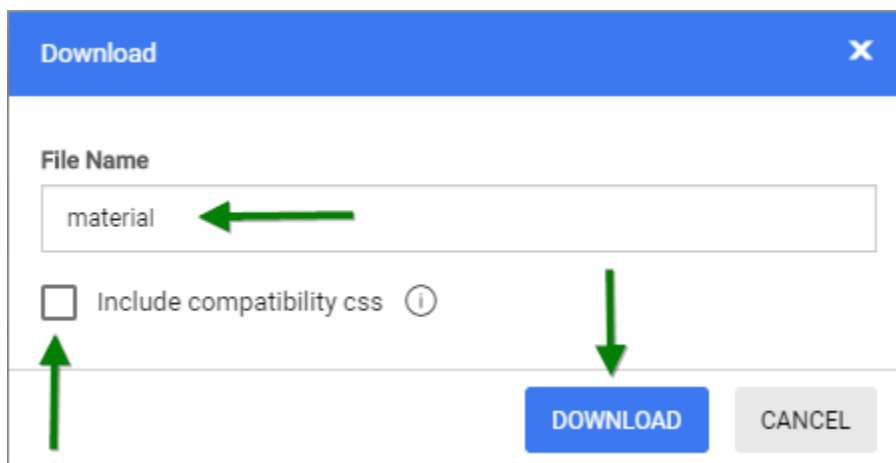 Download
File Name
material
Include compatibility css
DOWNLOAD CANCEL